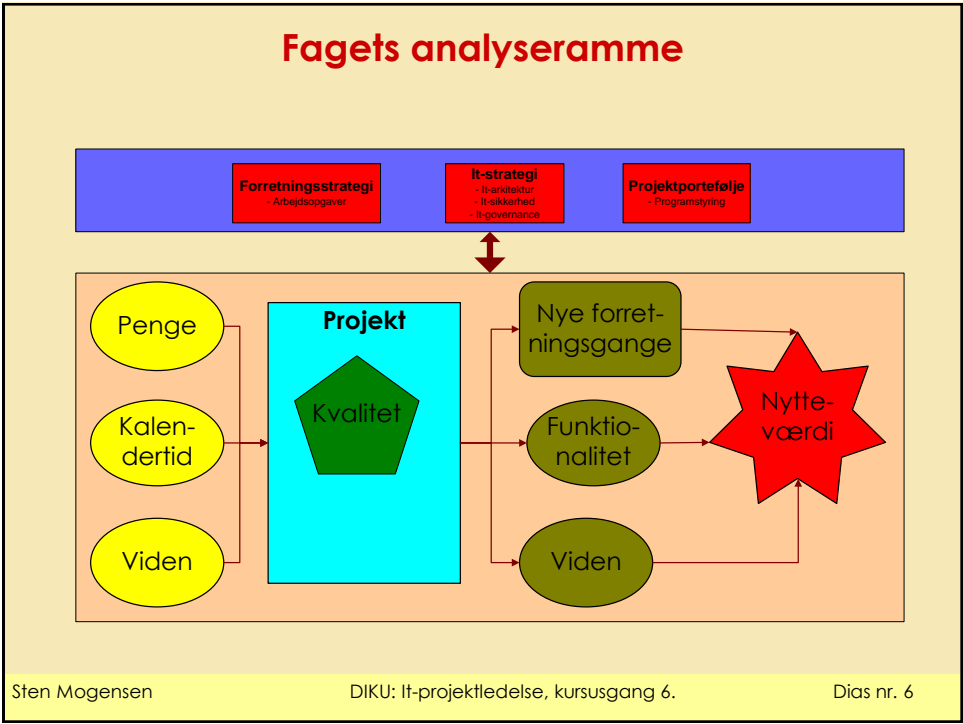 Fagets analyseramme
Forretningsstrategi
- Arbejdsopgaver
It-strategi
- It-arkitektur
- It-sikkerhed
- It-governance
Projektportefølje
- Programstyring
Penge
Kalen-
dertid
Viden
Projekt
Kvalitet
Nye forret-
ningsgange
Funktio-
nalitet
Viden
Nytte-
værdi
Sten Mogensen
DIKU: It-projektledelse, kursusgang 6.
Dias nr. 6